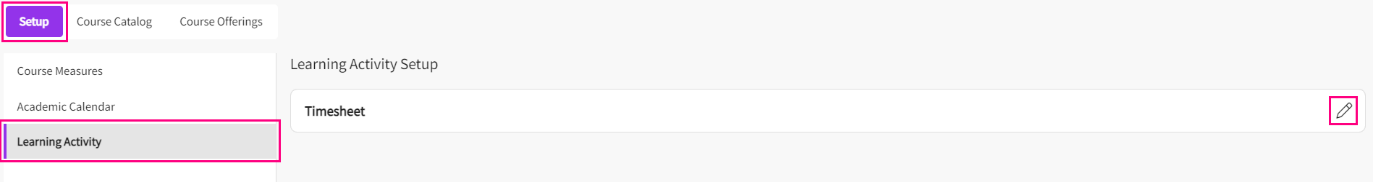 Setup Course Catalog Course Offerings
Course Measures
Academic Calendar
Learning Activity
Learning Activity Setup
Timesheet